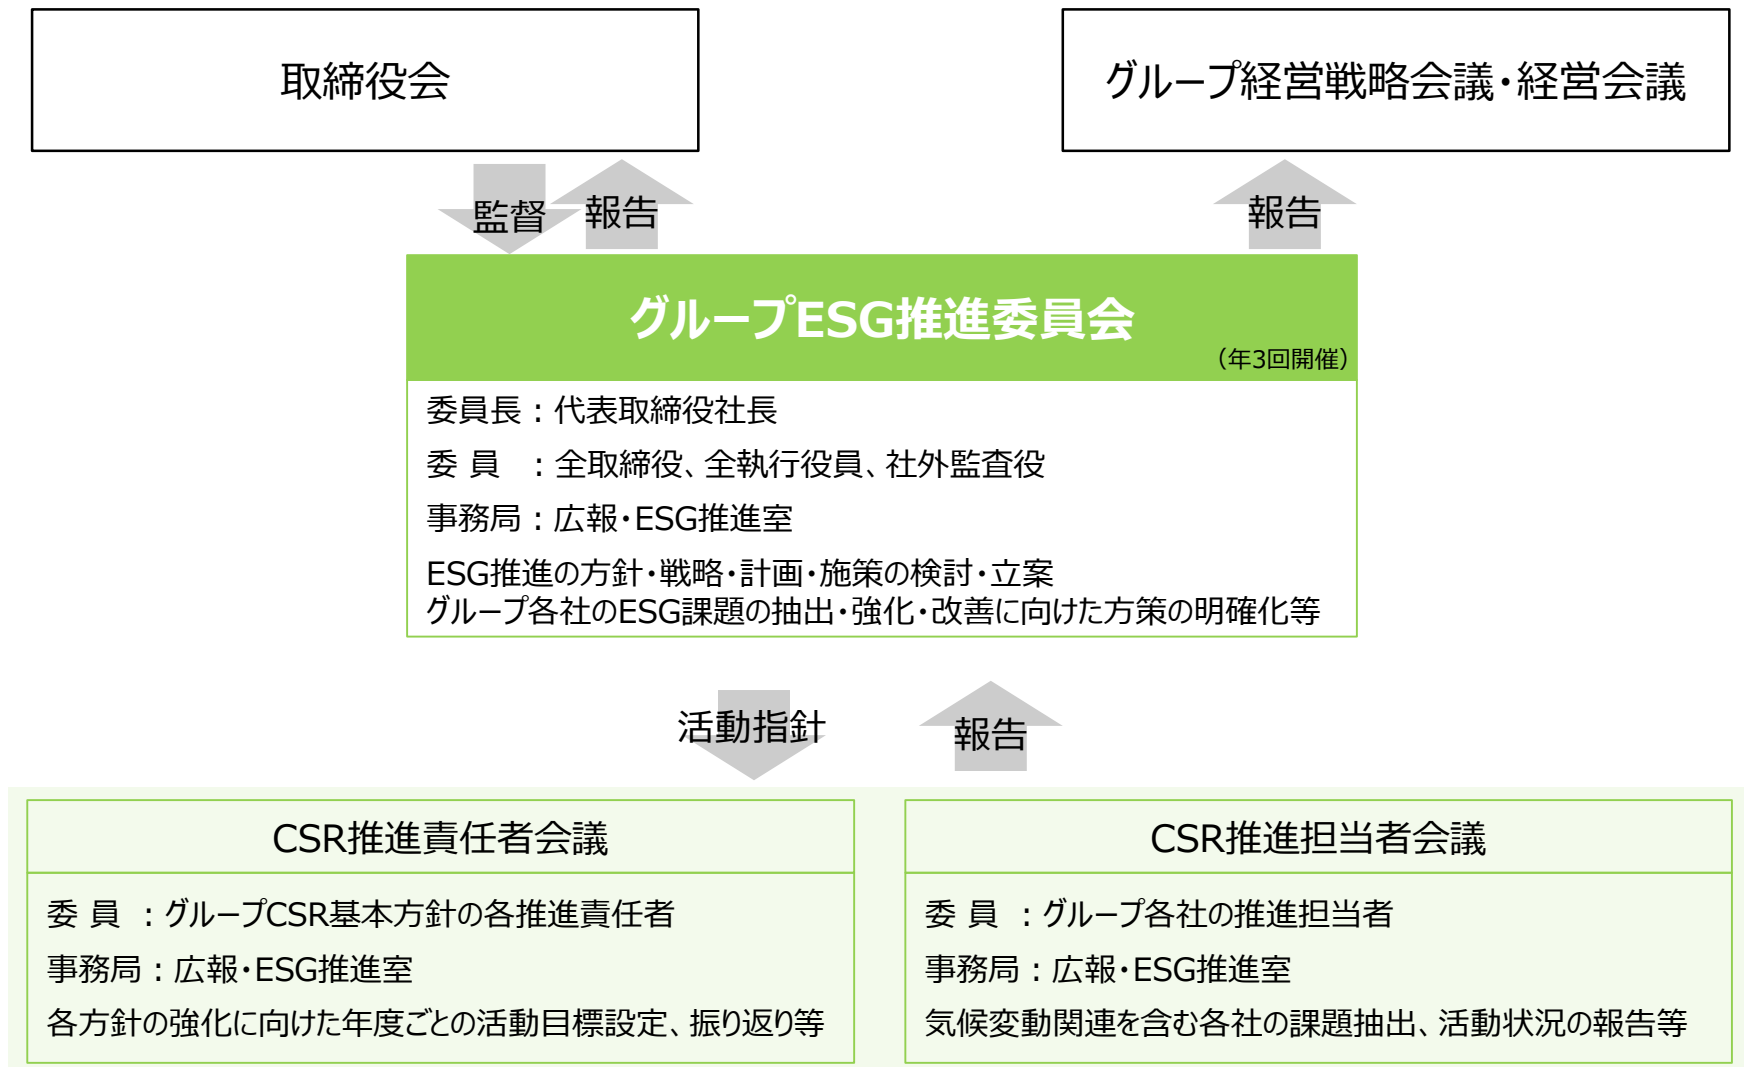 取締役会
グループ経営戦略会議・経営会議
監督
報告
報告
グループESG推進委員会
（年3回開催）
委員長：代表取締役社長
委 員 ：全取締役、全執行役員、社外監査役
事務局：広報・ESG推進室
ESG推進の方針・戦略・計画・施策の検討・立案
グループ各社のESG課題の抽出・強化・改善に向けた方策の明確化等
活動指針
報告
CSR推進責任者会議
委 員 ：グループCSR基本方針の各推進責任者
事務局：広報・ESG推進室
各方針の強化に向けた年度ごとの活動目標設定、振り返り等
CSR推進担当者会議
委 員 ：グループ各社の推進担当者
事務局：広報・ESG推進室
気候変動関連を含む各社の課題抽出、活動状況の報告等